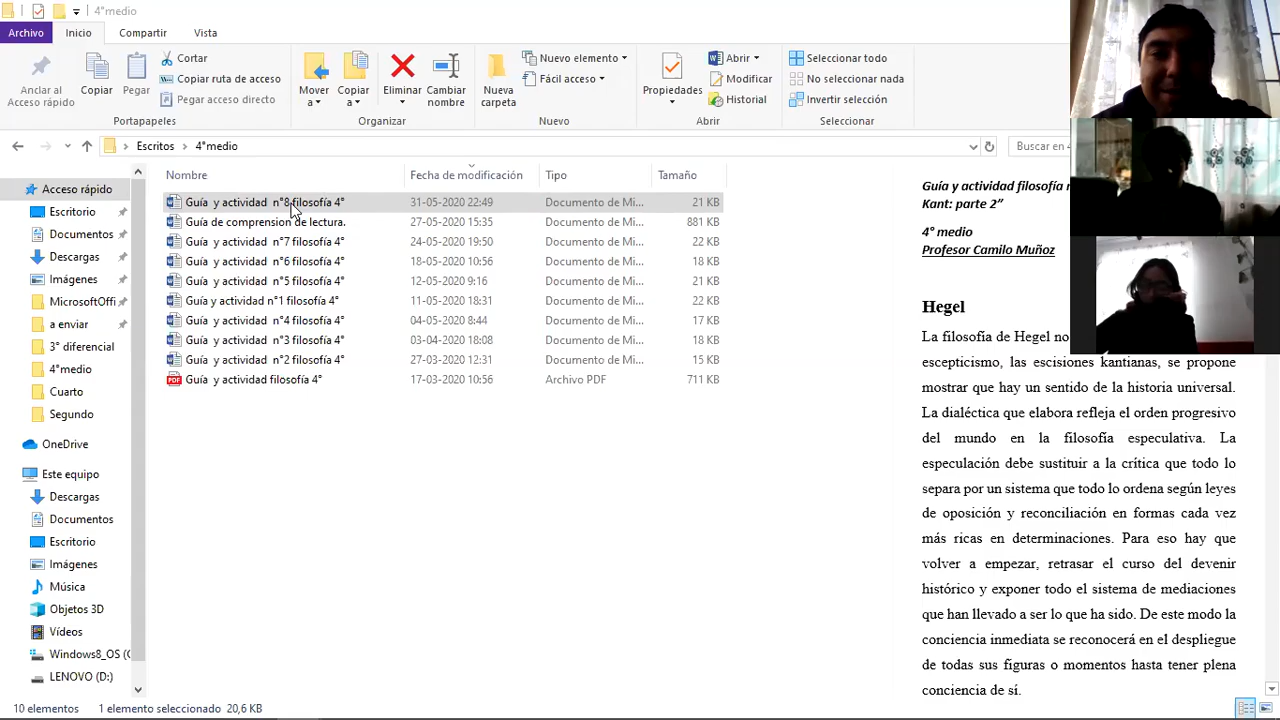 4°medio
Archivo Inicio Compartir Vista
Anclar al Acceso rápido
Copiar
Pegar
Cortar
Copiar ruta de acceso
Pegar acceso directo
Portapapeles
Mover a
Copiar a
Eliminar
Cambiar nombre
Organizar
Nueva carpeta
Nuevo elemento
Fácil acceso
Nuevo
Propiedades
Abrir
Modificar
Historial
Abrir
Seleccionar todo
No seleccionar nada
Invertir selección
Seleccionar
Escritos > 4°medio
Buscar en
Acceso rápido
Escritorio
Documentos
Descargas
Imágenes
MicrosoftOffi
a enviar
3° diferencial
4°medio
Cuarto
Segundo
OneDrive
Este equipo
Descargas
Documentos
Escritorio
Imágenes
Música
Objetos 3D
Vídeos
Windows8_OS (
LENOVO (D:)
Nombre Fecha de modificación Tipo Tamaño
Guía y actividad n°8 filosofía 4° 31-05-2020 22:49 Documento de Mi... 21 KB
Guía de comprensión de lectura. 27-05-2020 15:35 Documento de Mi... 881 KB
Guía y actividad n°7 filosofía 4° 24-05-2020 19:50 Documento de Mi... 22 KB
Guía y actividad n°6 filosofía 4° 18-05-2020 10:56 Documento de Mi... 18 KB
Guía y actividad n°5 filosofía 4° 12-05-2020 9:16 Documento de Mi... 21 KB
Guía y actividad n°1 filosofía 4° 11-05-2020 18:31 Documento de Mi... 22 KB
Guía y actividad n°4 filosofía 4° 04-05-2020 8:44 Documento de Mi... 17 KB
Guía y actividad n°3 filosofía 4° 03-04-2020 18:08 Documento de Mi... 18 KB
Guía y actividad n°2 filosofía 4° 27-03-2020 12:31 Documento de Mi... 15 KB
PDF Guía y actividad filosofía 4° 17-03-2020 10:56 Archivo PDF 711 KB
Guía y actividad filosofía
Kant: parte 2”
4° medio
Profesor Camilo Muñoz
Hegel
La filosofía de Hegel no
escepticismo, las escisiones kantianas, se propone
mostrar que hay un sentido de la historia universal.
La dialéctica que elabora refleja el orden progresivo
del mundo en la filosofía especulativa. La
especulación debe sustituir a la crítica que todo lo
separa por un sistema que todo lo ordena según leyes
de oposición y reconciliación en formas cada vez
más ricas en determinaciones. Para eso hay que
volver a empezar, retrasar el curso del devenir
histórico y exponer todo el sistema de mediaciones
que han llevado a ser lo que ha sido. De este modo la
conciencia inmediata se reconocerá en el despliegue
de todas sus figuras o momentos hasta tener plena
conciencia de sí.
10 elementos 1 elemento seleccionado 20,6 KB